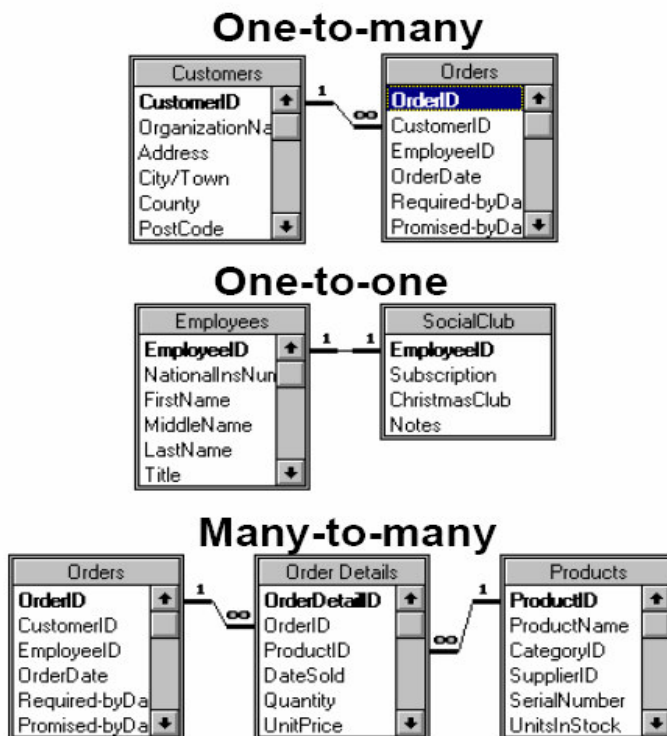 One-to-many
Customers
CustomerID
OrganizationNa
Address
City/Town
County
PostCode
1
∞
Orders
OrderID
CustomerID
EmployeeID
OrderDate
Required-byDa
Promised-byDa
One-to-one
Employees
EmployeeID
NationalInsNum
FirstName
MiddleName
LastName
Title
1
1
SocialClub
EmployeeID
Subscription
ChristmasClub
Notes
Many-to-many
Orders
OrderID
CustomerID
EmployeeID
OrderDate
Required-byDa
Promised-byDa
1
∞
Order Details
OrderDetailID
OrderID
ProductID
DateSold
Quantity
UnitPrice
1
∞
Products
ProductID
ProductName
CategoryID
SupplierID
SerialNumber
UnitsInStock